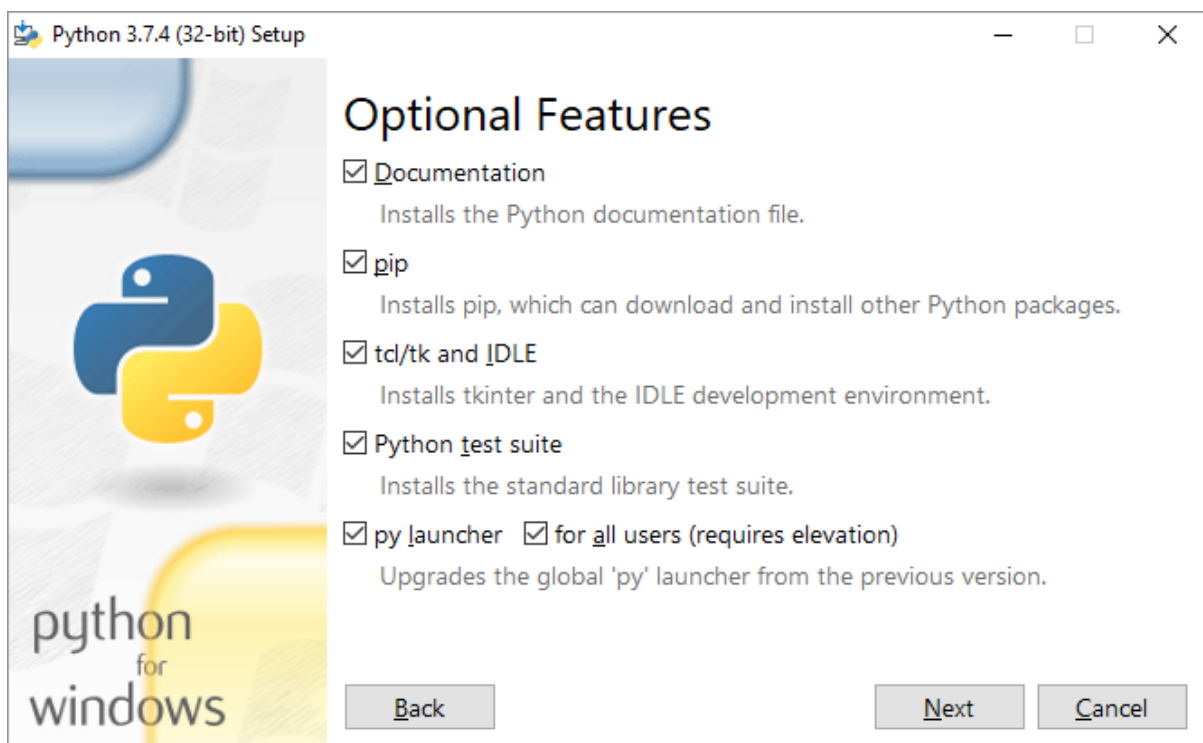 Python 3.7.4 (32-bit) Setup
Optional Features
Documentation
Installs the Python documentation file.
pip
Installs pip, which can download and install other Python packages.
tcl/tk and IDLE
Installs tkinter and the IDLE development environment.
Python test suite
Installs the standard library test suite.
py launcher for all users (requires elevation)
Upgrades the global 'py' launcher from the previous version.
python
for
windows
Back Next Cancel